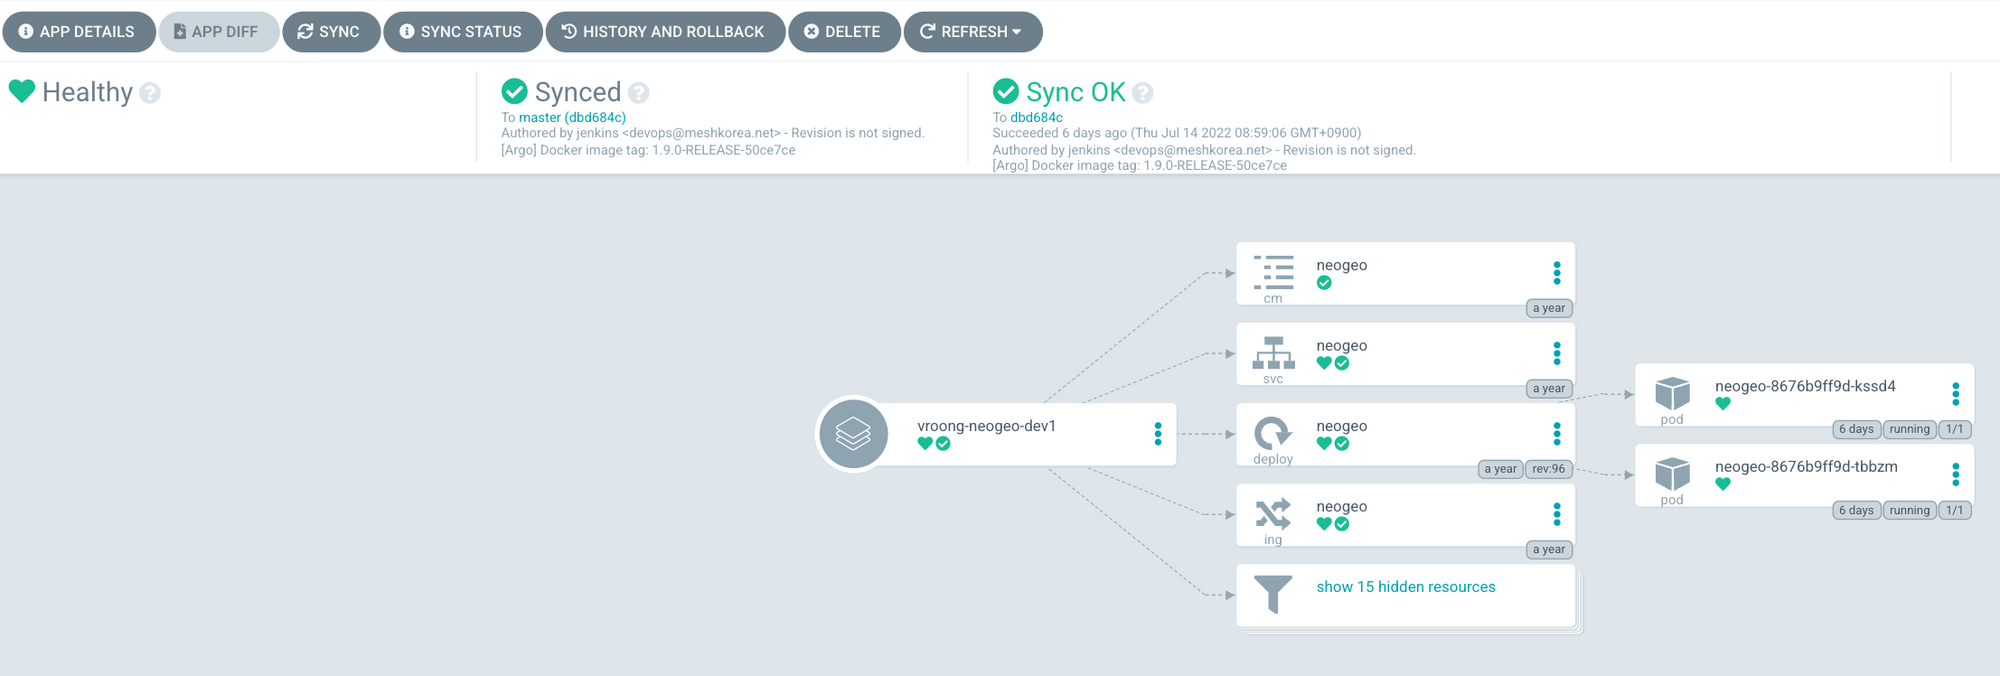 APP DETAILS
APP DIFF
SYNC
SYNC STATUS
HISTORY AND ROLLBACK
DELETE
REFRESH
Healthy
Synced
To master (dbd684c)
Authored by jenkins <devops@meshkorea.net> - Revision is not signed.
[Argo] Docker image tag: 1.9.0-RELEASE-50ce7ce
Sync OK
To dbd684c
Succeeded 6 days ago (Thu Jul 14 2022 08:59:06 GMT+0900)
Authored by jenkins <devops@meshkorea.net> - Revision is not signed.
[Argo] Docker image tag: 1.9.0-RELEASE-50ce7ce
vroong-neogeo-dev1
neogeo
cm
a year
neogeo
svc
a year
neogeo
deploy
a year
rev:96
neogeo
ing
a year
show 15 hidden resources
neogeo-8676b9ff9d-kssd4
pod
6 days
running
1/1
neogeo-8676b9ff9d-tbbzm
pod
6 days
running
1/1